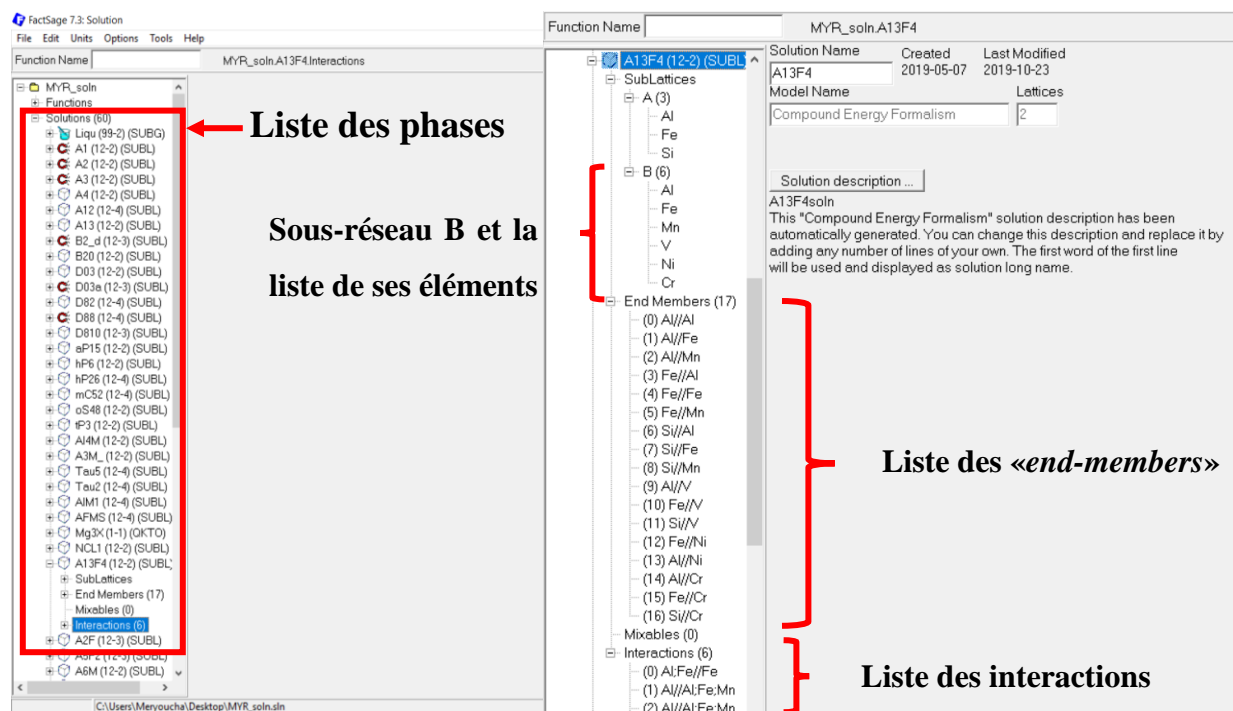 FactSage 7.3: Solution
File Edit Units Options Tools Help
Function Name MYR_soln.A13F4.Interactions
MYR_soln
Functions
Solutions (60)
Liqu (99-2) (SUBG)
A1 (12-2) (SUBL)
A2 (12-2) (SUBL)
A3 (12-2) (SUBL)
A4 (12-2) (SUBL)
A12 (12-4) (SUBL)
A13 (12-2) (SUBL)
B2_d (12-3) (SUBL)
B20 (12-2) (SUBL)
D03 (12-2) (SUBL)
D03a (12-3) (SUBL)
D82 (12-4) (SUBL)
D88 (12-4) (SUBL)
D810 (12-3) (SUBL)
aP15 (12-2) (SUBL)
hP6 (12-2) (SUBL)
hP26 (12-4) (SUBL)
mC52 (12-4) (SUBL)
oS48 (12-2) (SUBL)
tP3 (12-2) (SUBL)
Al4M (12-2) (SUBL)
A3M_ (12-2) (SUBL)
Tau5 (12-4) (SUBL)
Tau2 (12-4) (SUBL)
AlM1 (12-4) (SUBL)
AFMS (12-4) (SUBL)
Mg3X (1-1) (QKTO)
NCL1 (12-2) (SUBL)
A13F4 (12-2) (SUBL
SubLattices
End Members (17)
Mixables (0)
Interactions (6)
A2F (12-3) (SUBL)
A5F2 (12-3) (SUBL)
A6M (12-2) (SUBL)
C:\Users\Meryoucha\Desktop\MYR_soln.sln
Liste des phases
Sous-réseau B et la
liste de ses éléments
Function Name MYR_soln.A13F4
A13F4 (12-2) (SUBL
SubLattices
A (3)
Al
Fe
Si
B (6)
Al
Fe
Mn
V
Ni
Cr
End Members (17)
(0) Al//Al
(1) Al//Fe
(2) Al//Mn
(3) Fe//Al
(4) Fe//Fe
(5) Fe//Mn
(6) Si//Al
(7) Si//Fe
(8) Si//Mn
(9) Al//V
(10) Fe//V
(11) Si//V
(12) Fe//Ni
(13) Al//Ni
(14) Al//Cr
(15) Fe//Cr
(16) Si//Cr
Mixables (0)
Interactions (6)
(0) Al;Fe//Fe
(1) Al//Al;Fe;Mn
(2) Al//Al;Fe;Mn
Solution Name Created Last Modified
A13F4 2019-05-07 2019-10-23
Model Name Lattices
Compound Energy Formalism 2
Solution description ...
A13F4soln
This "Compound Energy Formalism" solution description has been
automatically generated. You can change this description and replace it by
adding any number of lines of your own. The first word of the first line
will be used and displayed as solution long name.
Liste des «end-members»
Liste des interactions